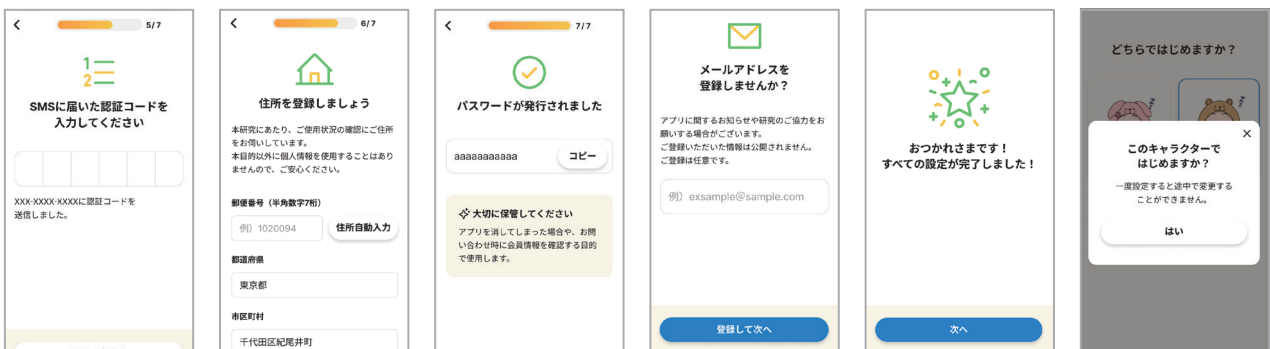 5/7
1
2
SMSに届いた認証コードを
入力してください
XXX-XXXX-XXXXに認証コードを
送信しました。
6/7
住所を登録しましょう
本研究にあたり、ご使用状況の確認にご住所
をお伺いしています。
本目的以外に個人情報を使用することはあり
ませんので、ご安心ください。
郵便番号（半角数字7桁）
例）1020094
住所自動入力
都道府県
東京都
市区町村
千代田区紀尾井町
7/7
パスワードが発行されました
aaaaaaaaaaa
コピー
大切に保管してください
アプリを消してしまった場合や、お問
い合わせ時に会員情報を確認する目的
で使用します。
メールアドレスを
登録しませんか？
アプリに関するお知らせや研究のご協力をお
願いする場合がございます。
ご登録いただいた情報は公開されません。
ご登録は任意です。
例）exsample@sample.com
登録して次へ
おつかれさまです！
すべての設定が完了しました！
次へ
どちらではじめますか？
このキャラクターで
はじめますか？
一度設定すると途中で変更する
ことができません。
はい